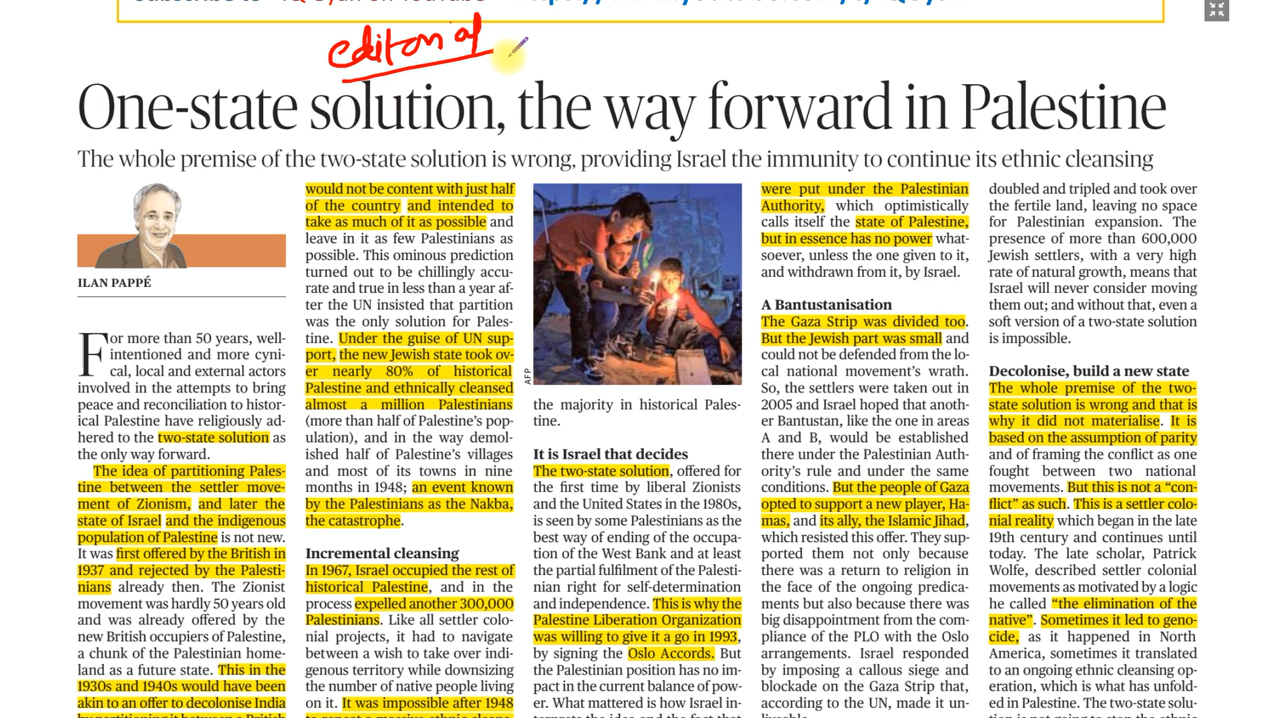 editorial
One-state solution, the way forward in Palestine
The whole premise of the two-state solution is wrong, providing Israel the immunity to continue its ethnic cleansing
ILAN PAPPÉ
For more than 50 years, well-
intentioned and more cyni-
cal, local and external actors
involved in the attempts to bring
peace and reconciliation to histor-
ical Palestine have religiously ad-
hered to the two-state solution as
the only way forward.
The idea of partitioning Pales-
tine between the settler move-
ment of Zionism, and later the
state of Israel and the indigenous
population of Palestine is not new.
It was first offered by the British in
1937 and rejected by the Palesti-
nians already then. The Zionist
movement was hardly 50 years old
and was already offered by the
new British occupiers of Palestine,
a chunk of the Palestinian home-
land as a future state. This in the
1930s and 1940s would have been
akin to an offer to decolonise India
would not be content with just half
of the country and intended to
take as much of it as possible and
leave in it as few Palestinians as
possible. This ominous prediction
turned out to be chillingly accu-
rate and true in less than a year af-
ter the UN insisted that partition
was the only solution for Pales-
tine. Under the guise of UN sup-
port, the new Jewish state took ov-
er nearly 80% of historical
Palestine and ethnically cleansed
almost a million Palestinians
(more than half of Palestine's pop-
ulation), and in the way demol-
ished half of Palestine's villages
and most of its towns in nine
months in 1948; an event known
by the Palestinians as the Nakba,
the catastrophe.
Incremental cleansing
In 1967, Israel occupied the rest of
historical Palestine, and in the
process expelled another 300,000
Palestinians. Like all settler colo-
nial projects, it had to navigate
between a wish to take over indi-
genous territory while downsizing
the number of native people living
on it. It was impossible after 1948
AFP
the majority in historical Pales-
tine.
It is Israel that decides
The two-state solution, offered for
the first time by liberal Zionists
and the United States in the 1980s,
is seen by some Palestinians as the
best way of ending of the occupa-
tion of the West Bank and at least
the partial fulfilment of the Palesti-
nian right for self-determination
and independence. This is why the
Palestine Liberation Organization
was willing to give it a go in 1993,
by signing the Oslo Accords. But
the Palestinian position has no im-
pact in the current balance of pow-
er. What mattered is how Israel in-
were put under the Palestinian
Authority, which optimistically
calls itself the state of Palestine,
but in essence has no power what-
soever, unless the one given to it,
and withdrawn from it, by Israel.
A Bantustanisation
The Gaza Strip was divided too.
But the Jewish part was small and
could not be defended from the lo-
cal national movement's wrath.
So, the settlers were taken out in
2005 and Israel hoped that anoth-
er Bantustan, like the one in areas
A and B, would be established
there under the Palestinian Auth-
ority's rule and under the same
conditions. But the people of Gaza
opted to support a new player, Ha-
mas, and its ally, the Islamic Jihad,
which resisted this offer. They sup-
ported them not only because
there was a return to religion in
the face of the ongoing predica-
ments but also because there was
big disappointment from the com-
pliance of the PLO with the Oslo
arrangements. Israel responded
by imposing a callous siege and
blockade on the Gaza Strip that,
according to the UN, made it un-
doubled and tripled and took over
the fertile land, leaving no space
for Palestinian expansion. The
presence of more than 600,000
Jewish settlers, with a very high
rate of natural growth, means that
Israel will never consider moving
them out; and without that, even a
soft version of a two-state solution
is impossible.
Decolonise, build a new state
The whole premise of the two-
state solution is wrong and that is
why it did not materialise. It is
based on the assumption of parity
and of framing the conflict as one
fought between two national
movements. But this is not a "con-
flict" as such. This is a settler colo-
nial reality which began in the late
19th century and continues until
today. The late scholar, Patrick
Wolfe, described settler colonial
movements as motivated by a logic
he called "the elimination of the
native". Sometimes it led to geno-
cide, as it happened in North
America, sometimes it translated
to an ongoing ethnic cleansing op-
eration, which is what has unfold-
ed in Palestine. The two-state solu-